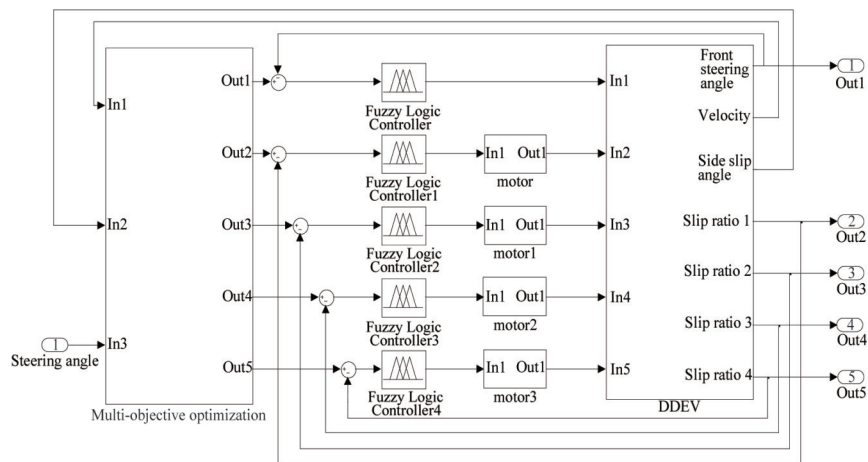 Out1
In1
Out2
In2
Out3
Out4
1
In3
Steering angle
Out5
Multi-objective optimization
Fuzzy Logic
Controller
Fuzzy Logic
Controller1
Fuzzy Logic
Controller2
Fuzzy Logic
Controller3
Fuzzy Logic
Controller4
In1 Out1
motor
In1 Out1
motor1
In1 Out1
motor2
In1 Out1
motor3
In1
In2
In3
In4
In5
Front
steering
angle
Velocity
Side slip
angle
Slip ratio 1
Slip ratio 2
Slip ratio 3
Slip ratio 4
DDEV
1
Out1
2
Out2
3
Out3
4
Out4
5
Out5